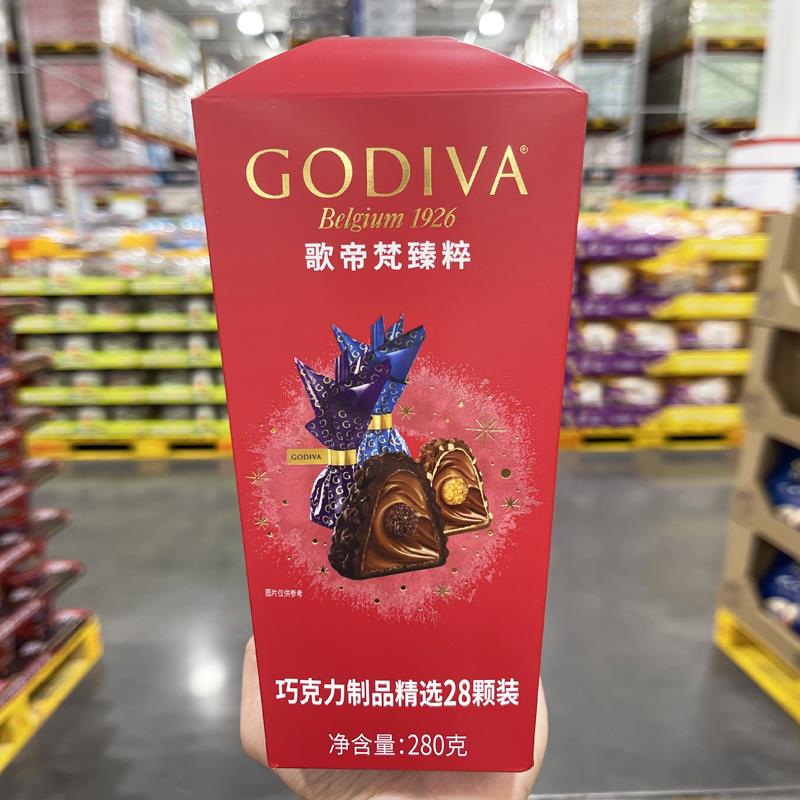 GODIVA
Belgium 1926
歌帝梵臻粹
GODIVA
图片仅供参考
巧克力制品精选28颗装
净含量:280克